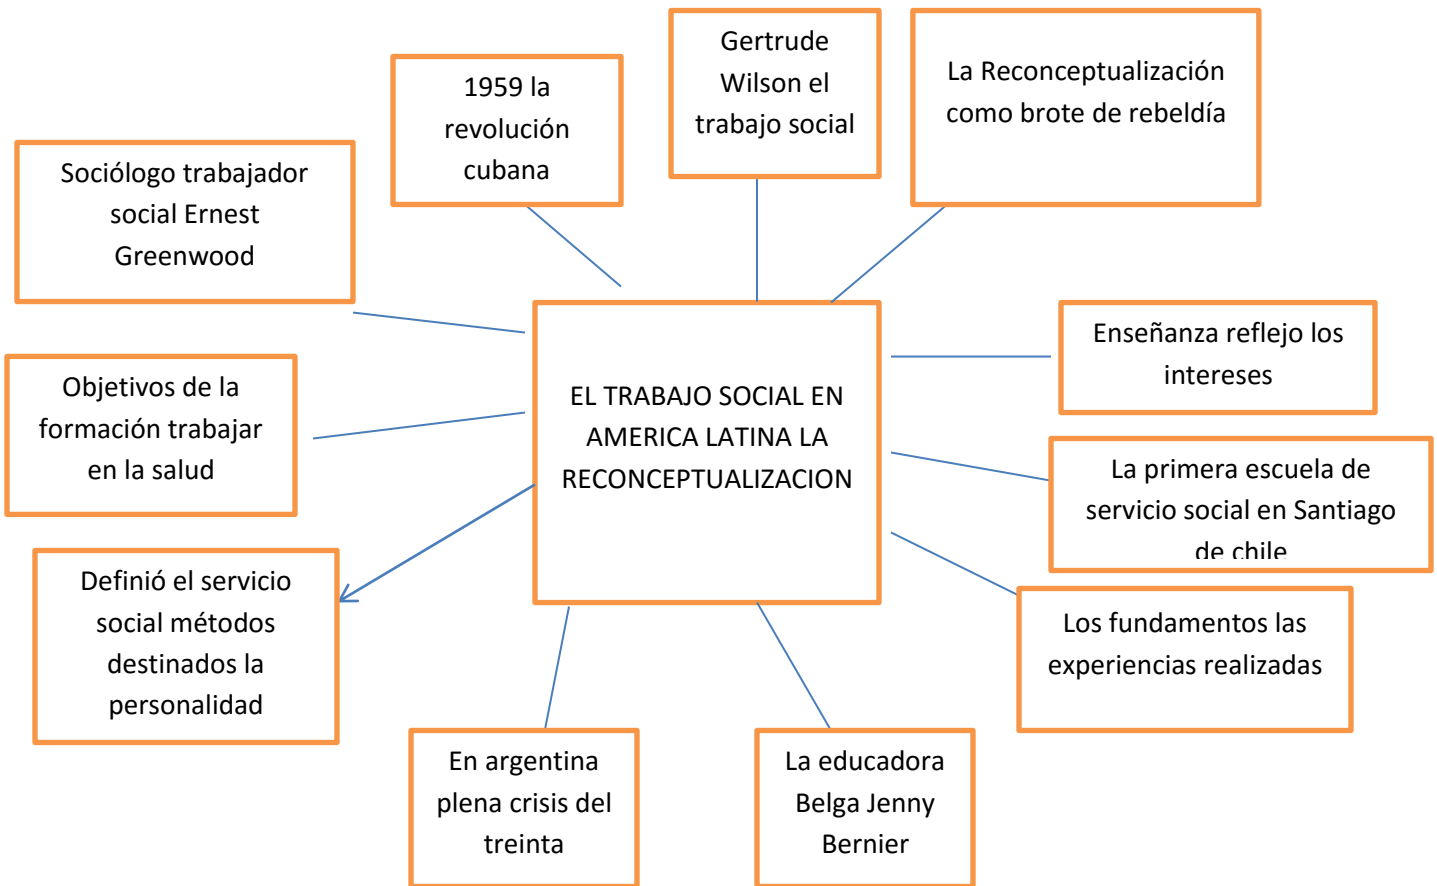 Gertrude
Wilson el
trabajo social
La Reconceptualización
como brote de rebeldía
1959 la
revolución
cubana
Sociólogo trabajador
social Ernest
Greenwood
Enseñanza reflejo los
intereses
Objetivos de la
formación trabajar
en la salud
EL TRABAJO SOCIAL EN
AMERICA LATINA LA
RECONCEPTUALIZACION
La primera escuela de
servicio social en Santiago
de chile
Definió el servicio
social métodos
destinados la
personalidad
Los fundamentos las
experiencias realizadas
En argentina
plena crisis del
treinta
La educadora
Belga Jenny
Bernier